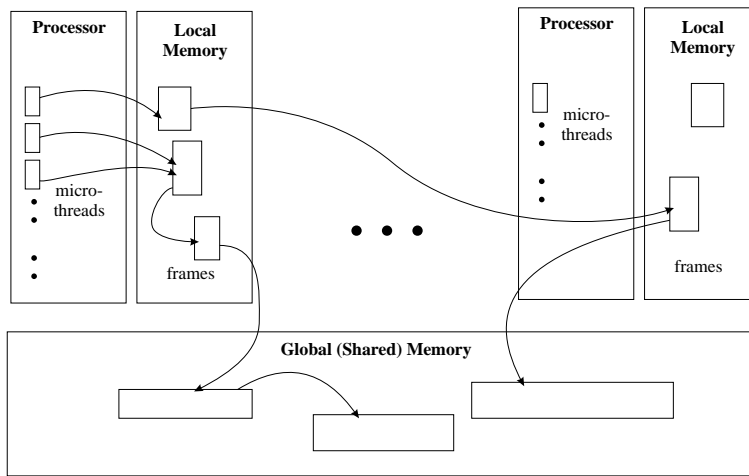 Processor
Local
Memory
micro-
threads
frames
Processor
micro-
threads
Local
Memory
frames
Global (Shared) Memory